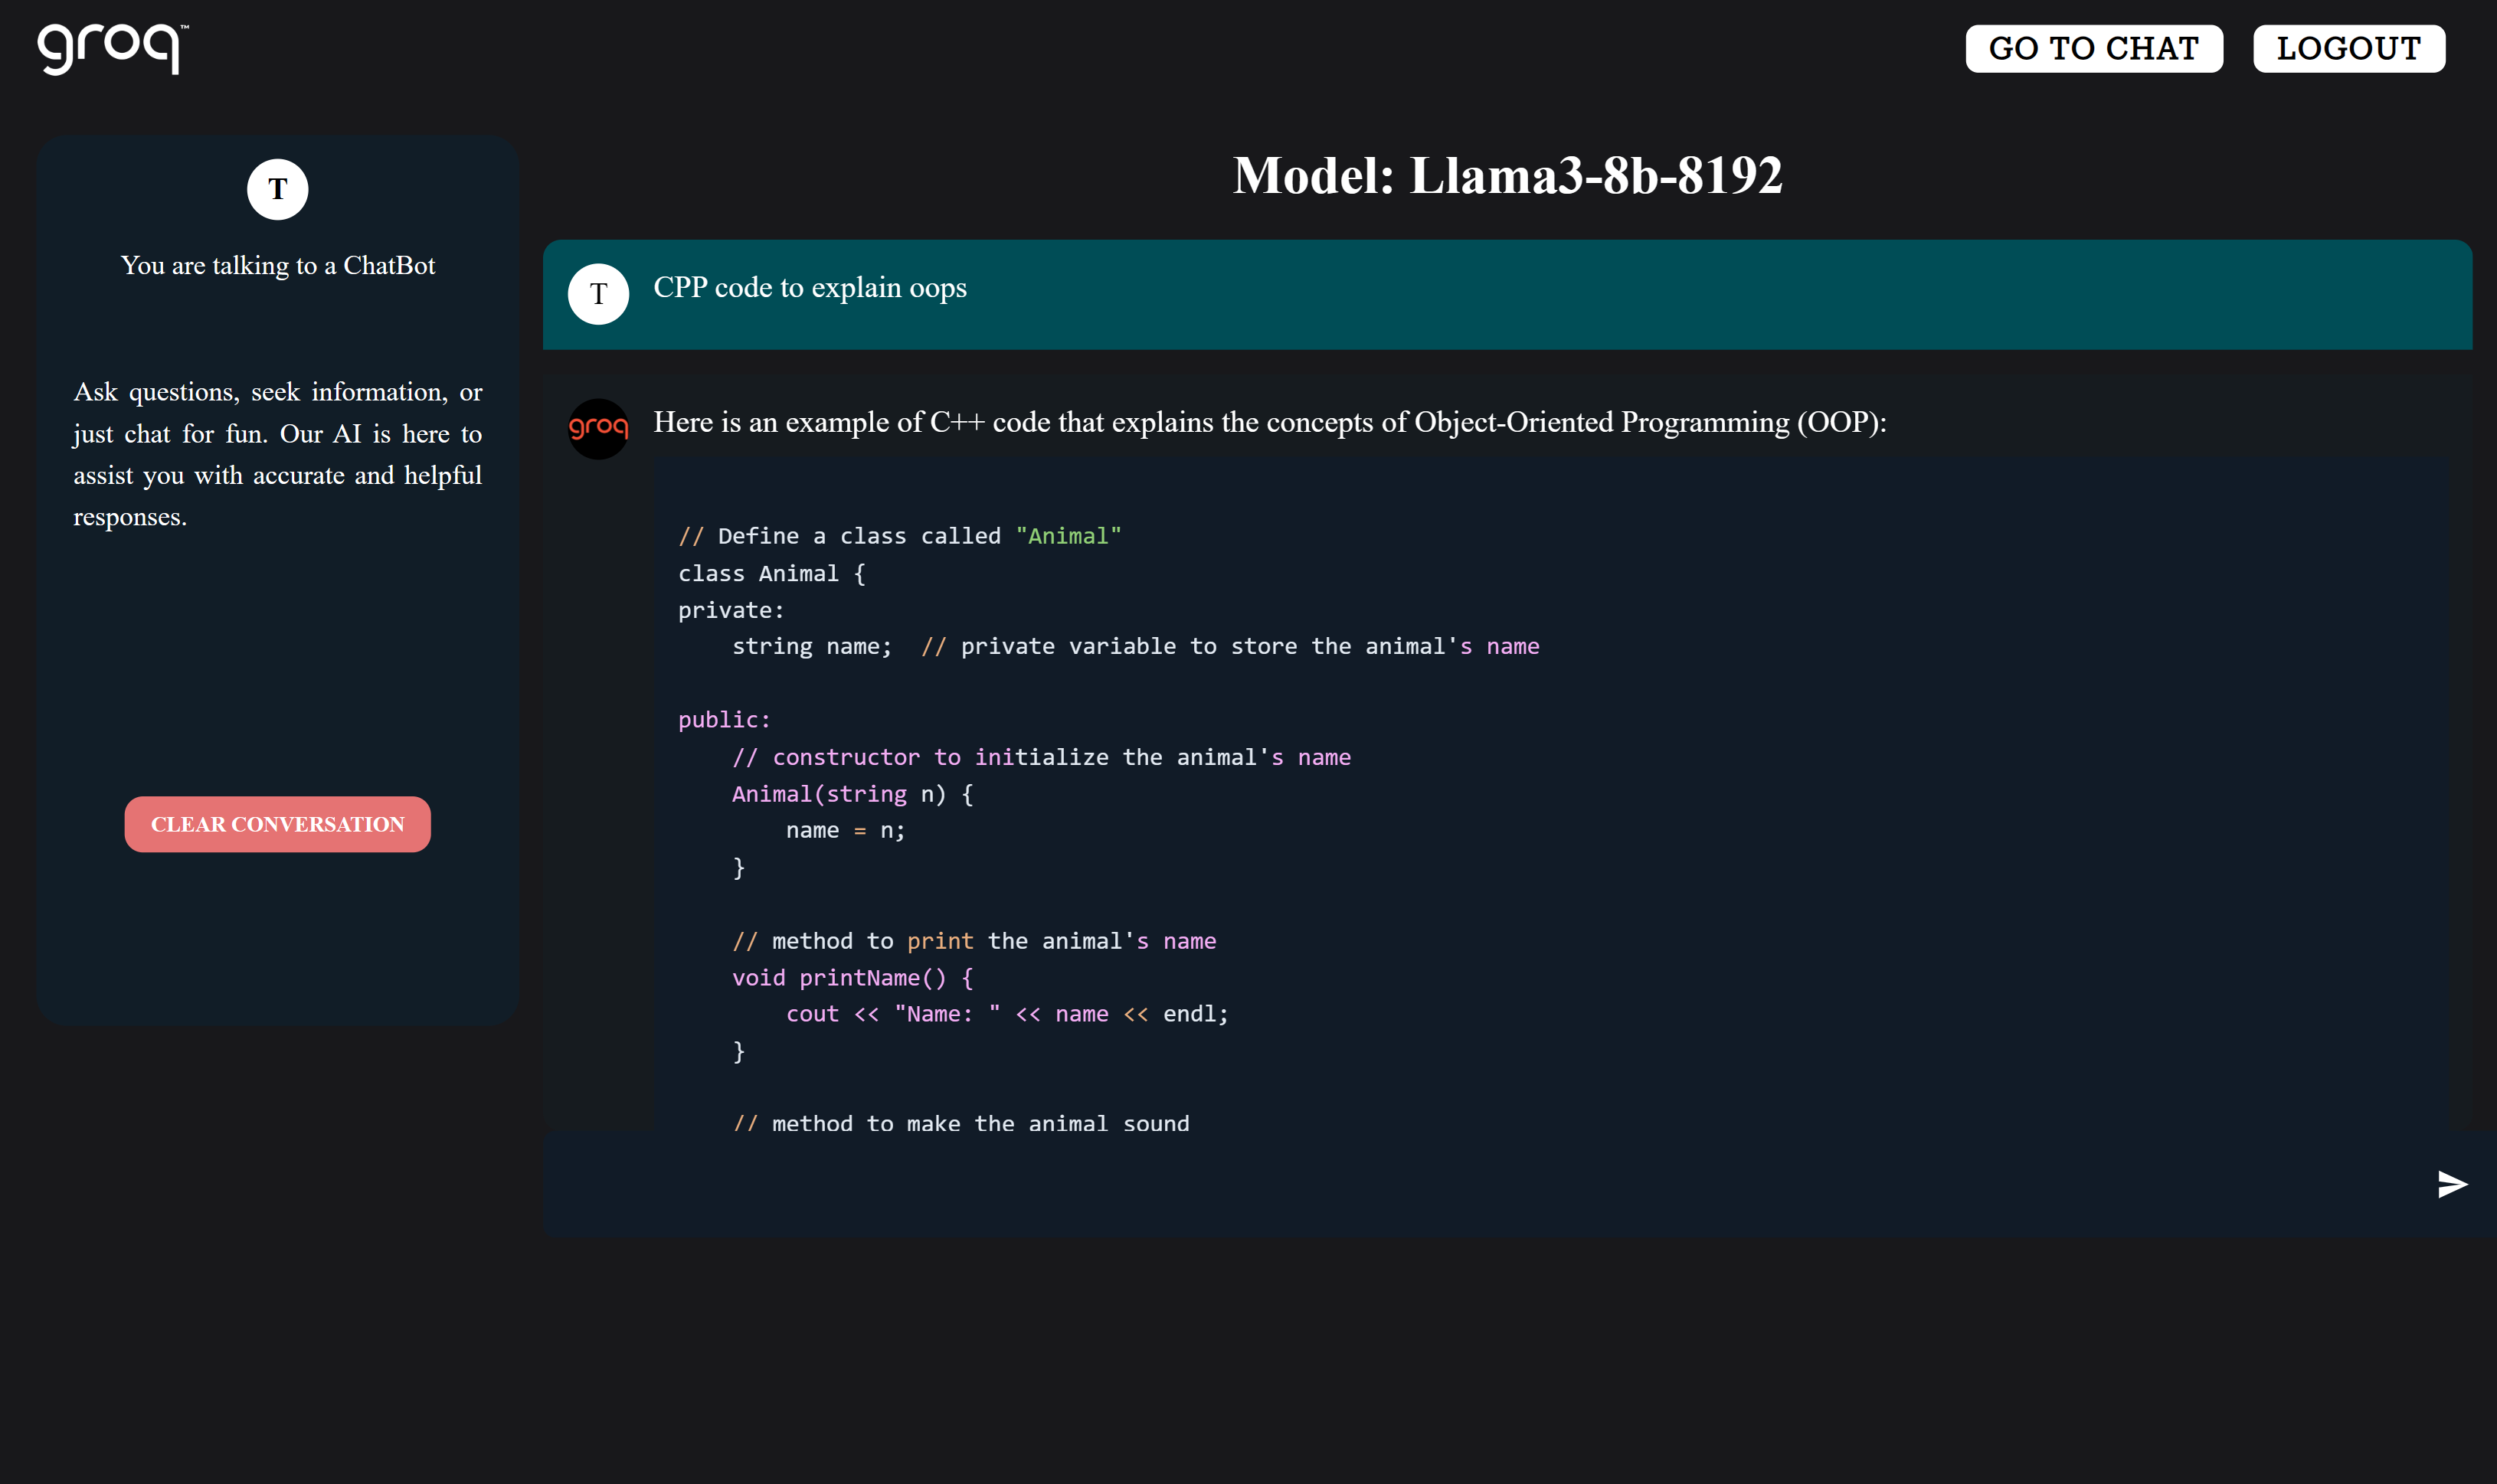 groq™
GO TO CHAT
LOGOUT
T
You are talking to a ChatBot
Ask questions, seek information, or
just chat for fun. Our AI is here to
assist you with accurate and helpful
responses.
CLEAR CONVERSATION
Model: Llama3-8b-8192
T
CPP code to explain oops
groq
Here is an example of C++ code that explains the concepts of Object-Oriented Programming (OOP):
// Define a class called "Animal"
class Animal {
private:
    string name;  // private variable to store the animal's name
public:
    // constructor to initialize the animal's name
    Animal(string n) {
        name = n;
    }
    // method to print the animal's name
    void printName() {
        cout << "Name: " << name << endl;
    }
    // method to make the animal sound